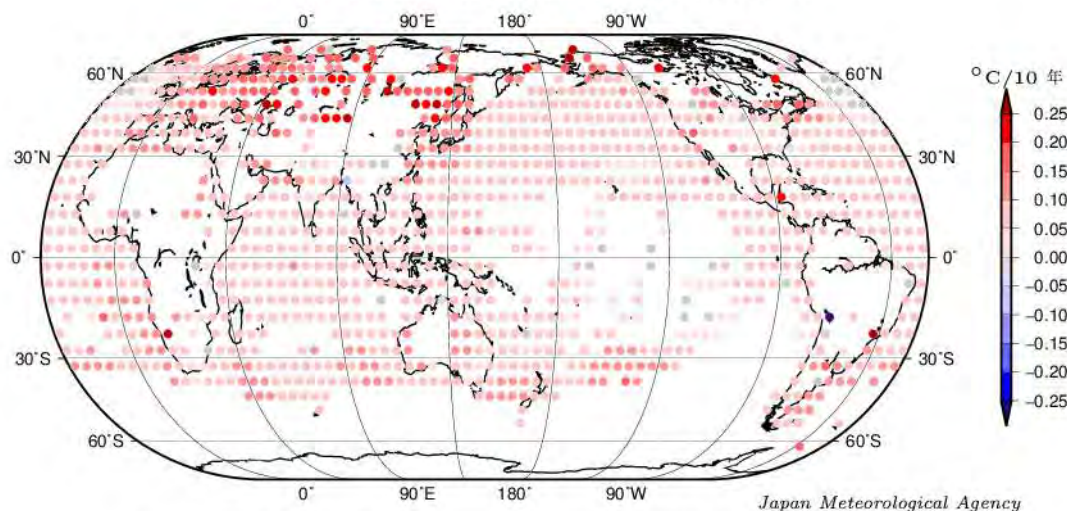 0° 90°E 180° 90°W
60°N 60°N
30°N 30°N
0° 0°
30°S 30°S
60°S 60°S
0° 90°E 180° 90°W
°C/10 年
0.25
0.20
0.15
0.10
0.05
0.00
−0.05
−0.10
−0.15
−0.20
−0.25
Japan Meteorological Agency